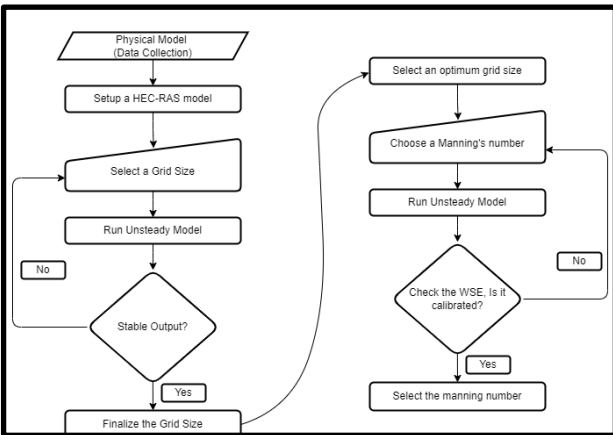 Physical Model
(Data Collection)
Setup a HEC-RAS model
Select a Grid Size
Run Unsteady Model
No
Stable Output?
Yes
Finalize the Grid Size
Select an optimum grid size
Choose a Manning's number
Run Unsteady Model
No
Check the WSE, Is it
calibrated?
Yes
Select the manning number